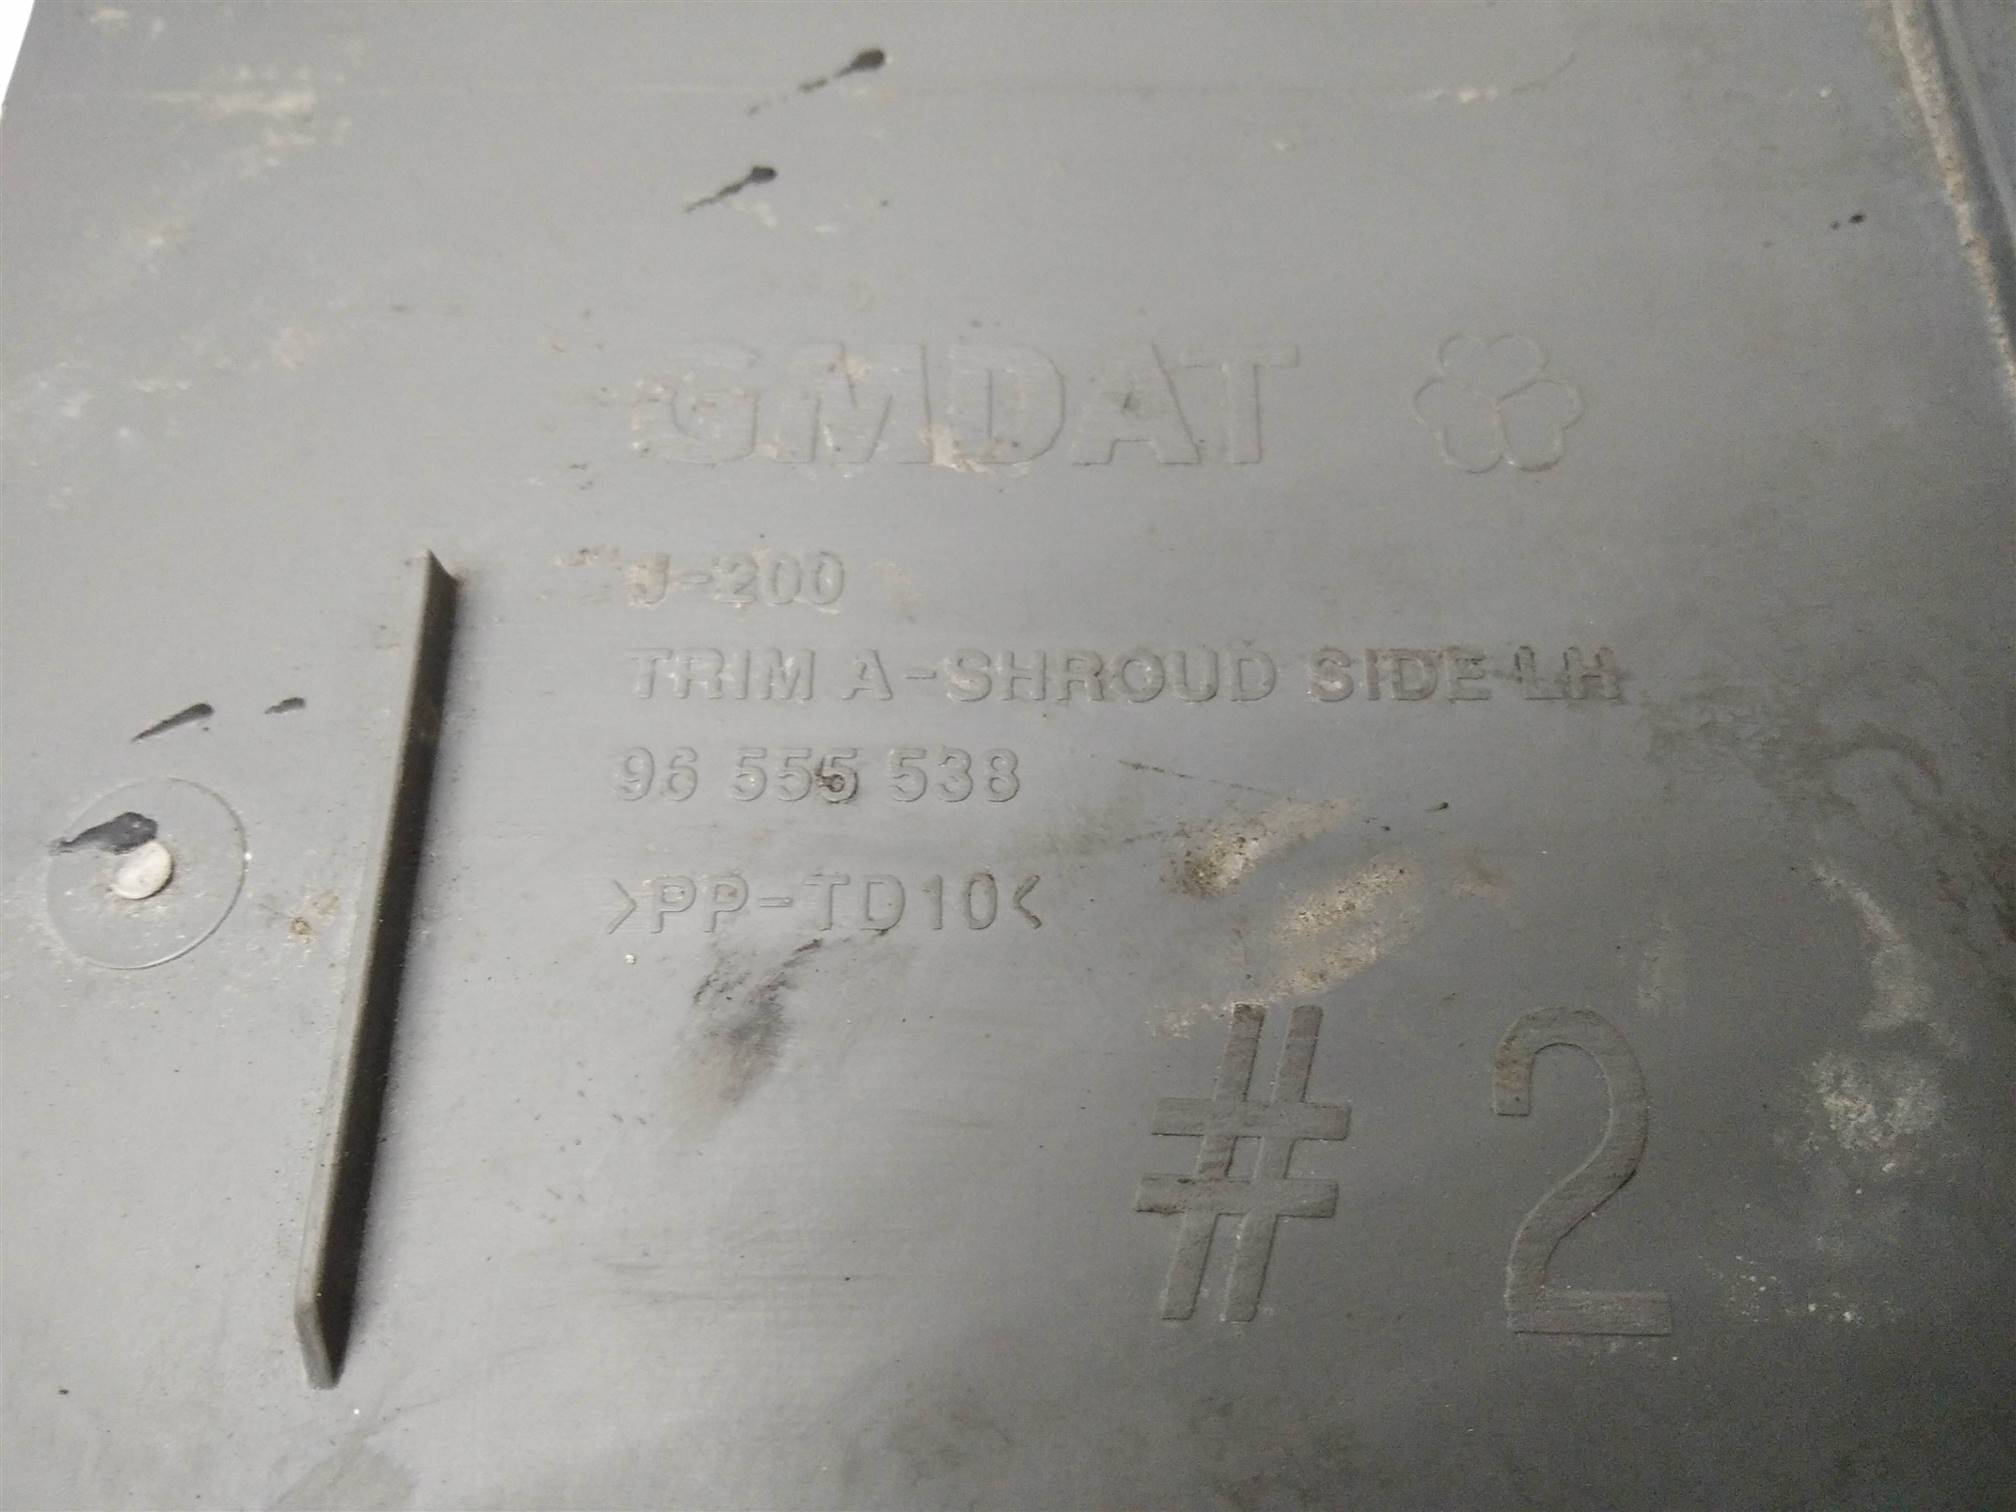 GMDAT
J-200
TRIM A-SHROUD SIDE-LH
96 555 538
>PP-TD10<
#2